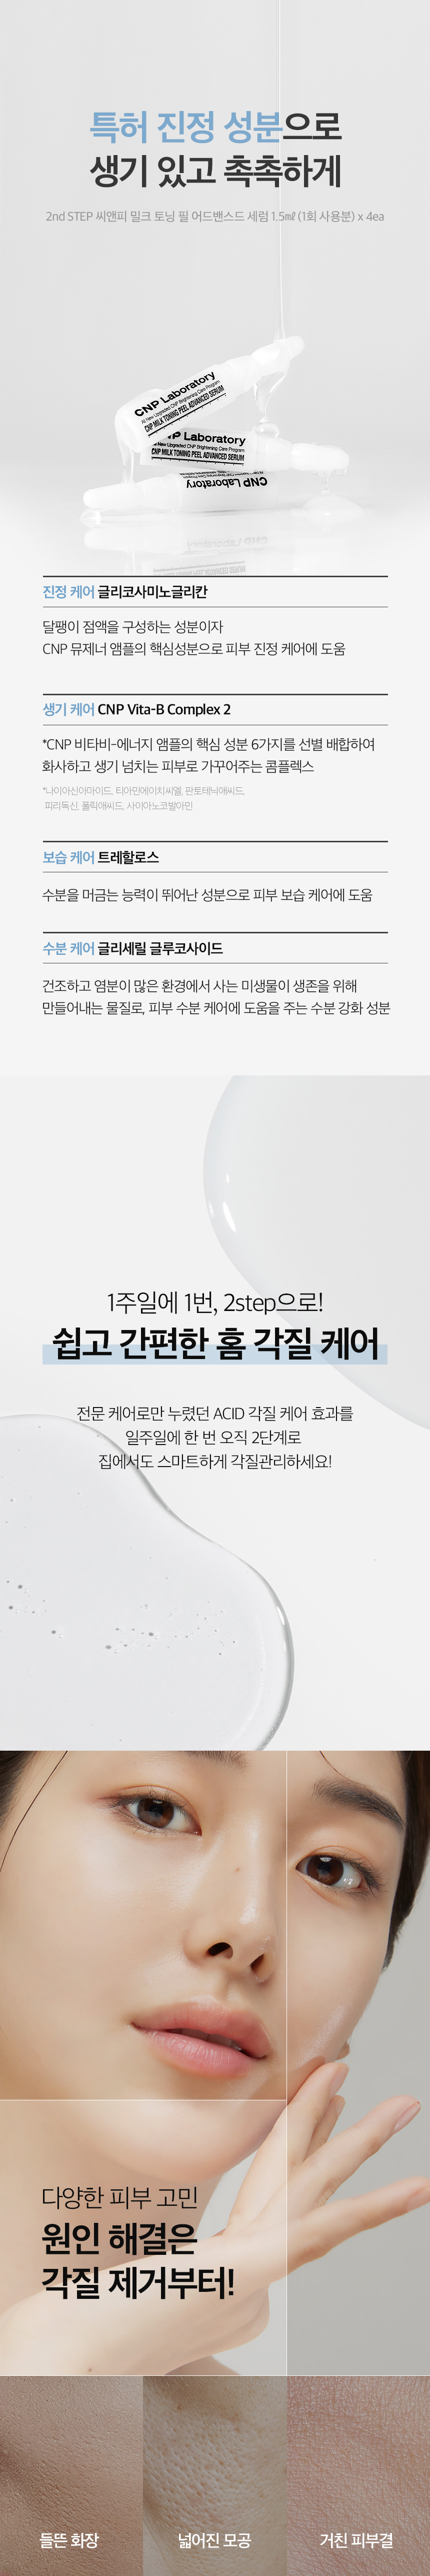 특허 진정 성분으로
생기 있고 촉촉하게
2nd STEP 씨앤피 밀크 토닝 필 어드밴스드 세럼 1.5㎖ (1회 사용분) x 4ea
CNP Laboratory
All New Upgraded CNP Brightening Care Program
CNP MILK TONING PEEL ADVANCED SERUM
NP Laboratory
New Upgraded CNP Brightening Care Program
CNP MILK TONING PEEL ADVANCED SERUM
CNP Laboratory
진정 케어 글리코사미노글리칸
달팽이 점액을 구성하는 성분이자
CNP 뮤제너 앰플의 핵심성분으로 피부 진정 케어에 도움
생기 케어 CNP Vita-B Complex 2
*CNP 비타비-에너지 앰플의 핵심 성분 6가지를 선별 배합하여
화사하고 생기 넘치는 피부로 가꾸어주는 콤플렉스
*나이아신아마이드, 티아민에이치씨엘, 판토테닉애씨드,
피리독신, 폴릭애씨드, 사이아노코발아민
보습 케어 트레할로스
수분을 머금는 능력이 뛰어난 성분으로 피부 보습 케어에 도움
수분 케어 글리세릴 글루코사이드
건조하고 염분이 많은 환경에서 사는 미생물이 생존을 위해
만들어내는 물질로, 피부 수분 케어에 도움을 주는 수분 강화 성분
1주일에 1번, 2step으로!
쉽고 간편한 홈 각질 케어
전문 케어로만 누렸던 ACID 각질 케어 효과를
일주일에 한 번 오직 2단계로
집에서도 스마트하게 각질관리하세요!
다양한 피부 고민
원인 해결은
각질 제거부터!
들뜬 화장
넓어진 모공
거친 피부결